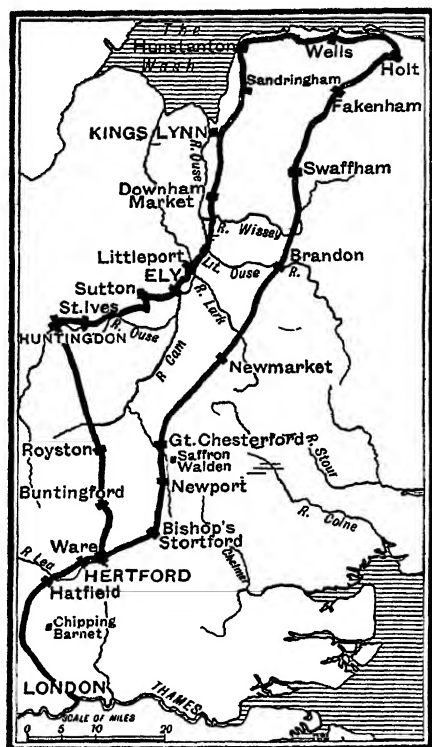 The
Hunstanton
Wash
Wells
Holt
Sandringham
Fakenham
KINGS LYNN
R. Ouse
Swaffham
Downham
Market
R. Wissey
Littleport
ELY
Lit. Ouse
R.
Brandon
Sutton
R. Lark
St. Ives
HUNTINGDON
R. Ouse
R. Cam
Newmarket
Gt. Chesterford
Royston
Saffron
Walden
R. Stour
Newport
Buntingford
R. Colne
Bishop's
Stortford
Ware
R Lea
HERTFORD
Chelmer
Hatfield
Chipping
Barnet
LONDON
THAMES
SCALE OF MILES
0 5 10 20